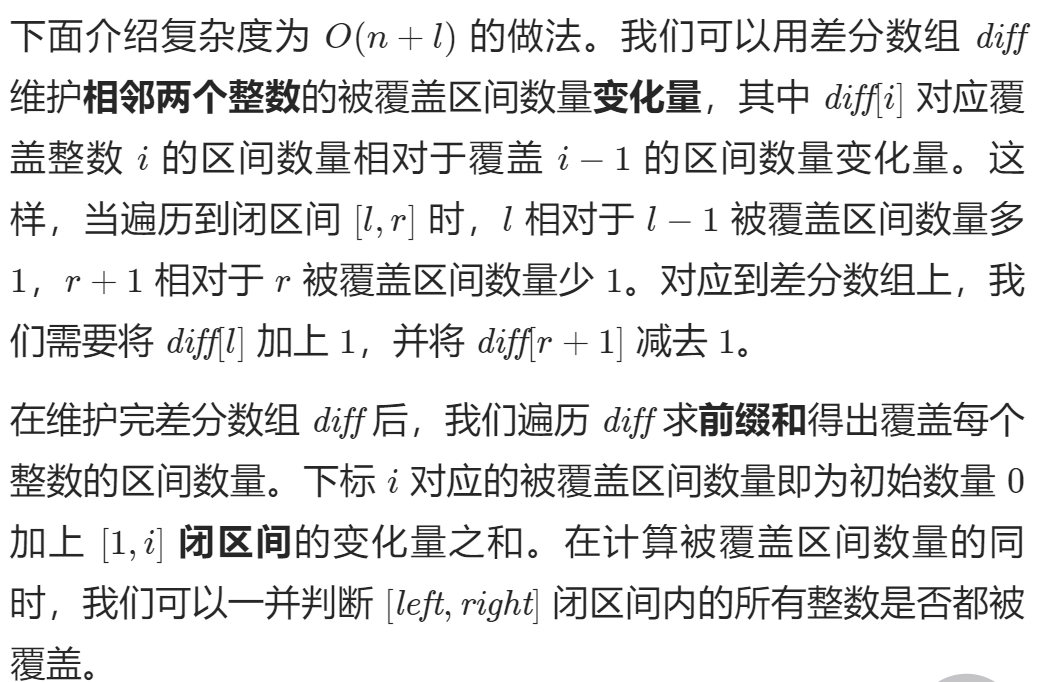 下面介绍复杂度为 O(n + l) 的做法。我们可以用差分数组 diff
维护相邻两个整数的被覆盖区间数量变化量，其中 diff[i] 对应覆
盖整数 i 的区间数量相对于覆盖 i − 1 的区间数量变化量。这
样，当遍历到闭区间 [l, r] 时，l 相对于 l − 1 被覆盖区间数量多
1，r + 1 相对于 r 被覆盖区间数量少 1。对应到差分数组上，我
们需要将 diff[l] 加上 1，并将 diff[r + 1] 减去 1。
在维护完差分数组 diff 后，我们遍历 diff 求前缀和得出覆盖每个
整数的区间数量。下标 i 对应的被覆盖区间数量即为初始数量 0
加上 [1, i] 闭区间的变化量之和。在计算被覆盖区间数量的同
时，我们可以一并判断 [left, right] 闭区间内的所有整数是否都被
覆盖。